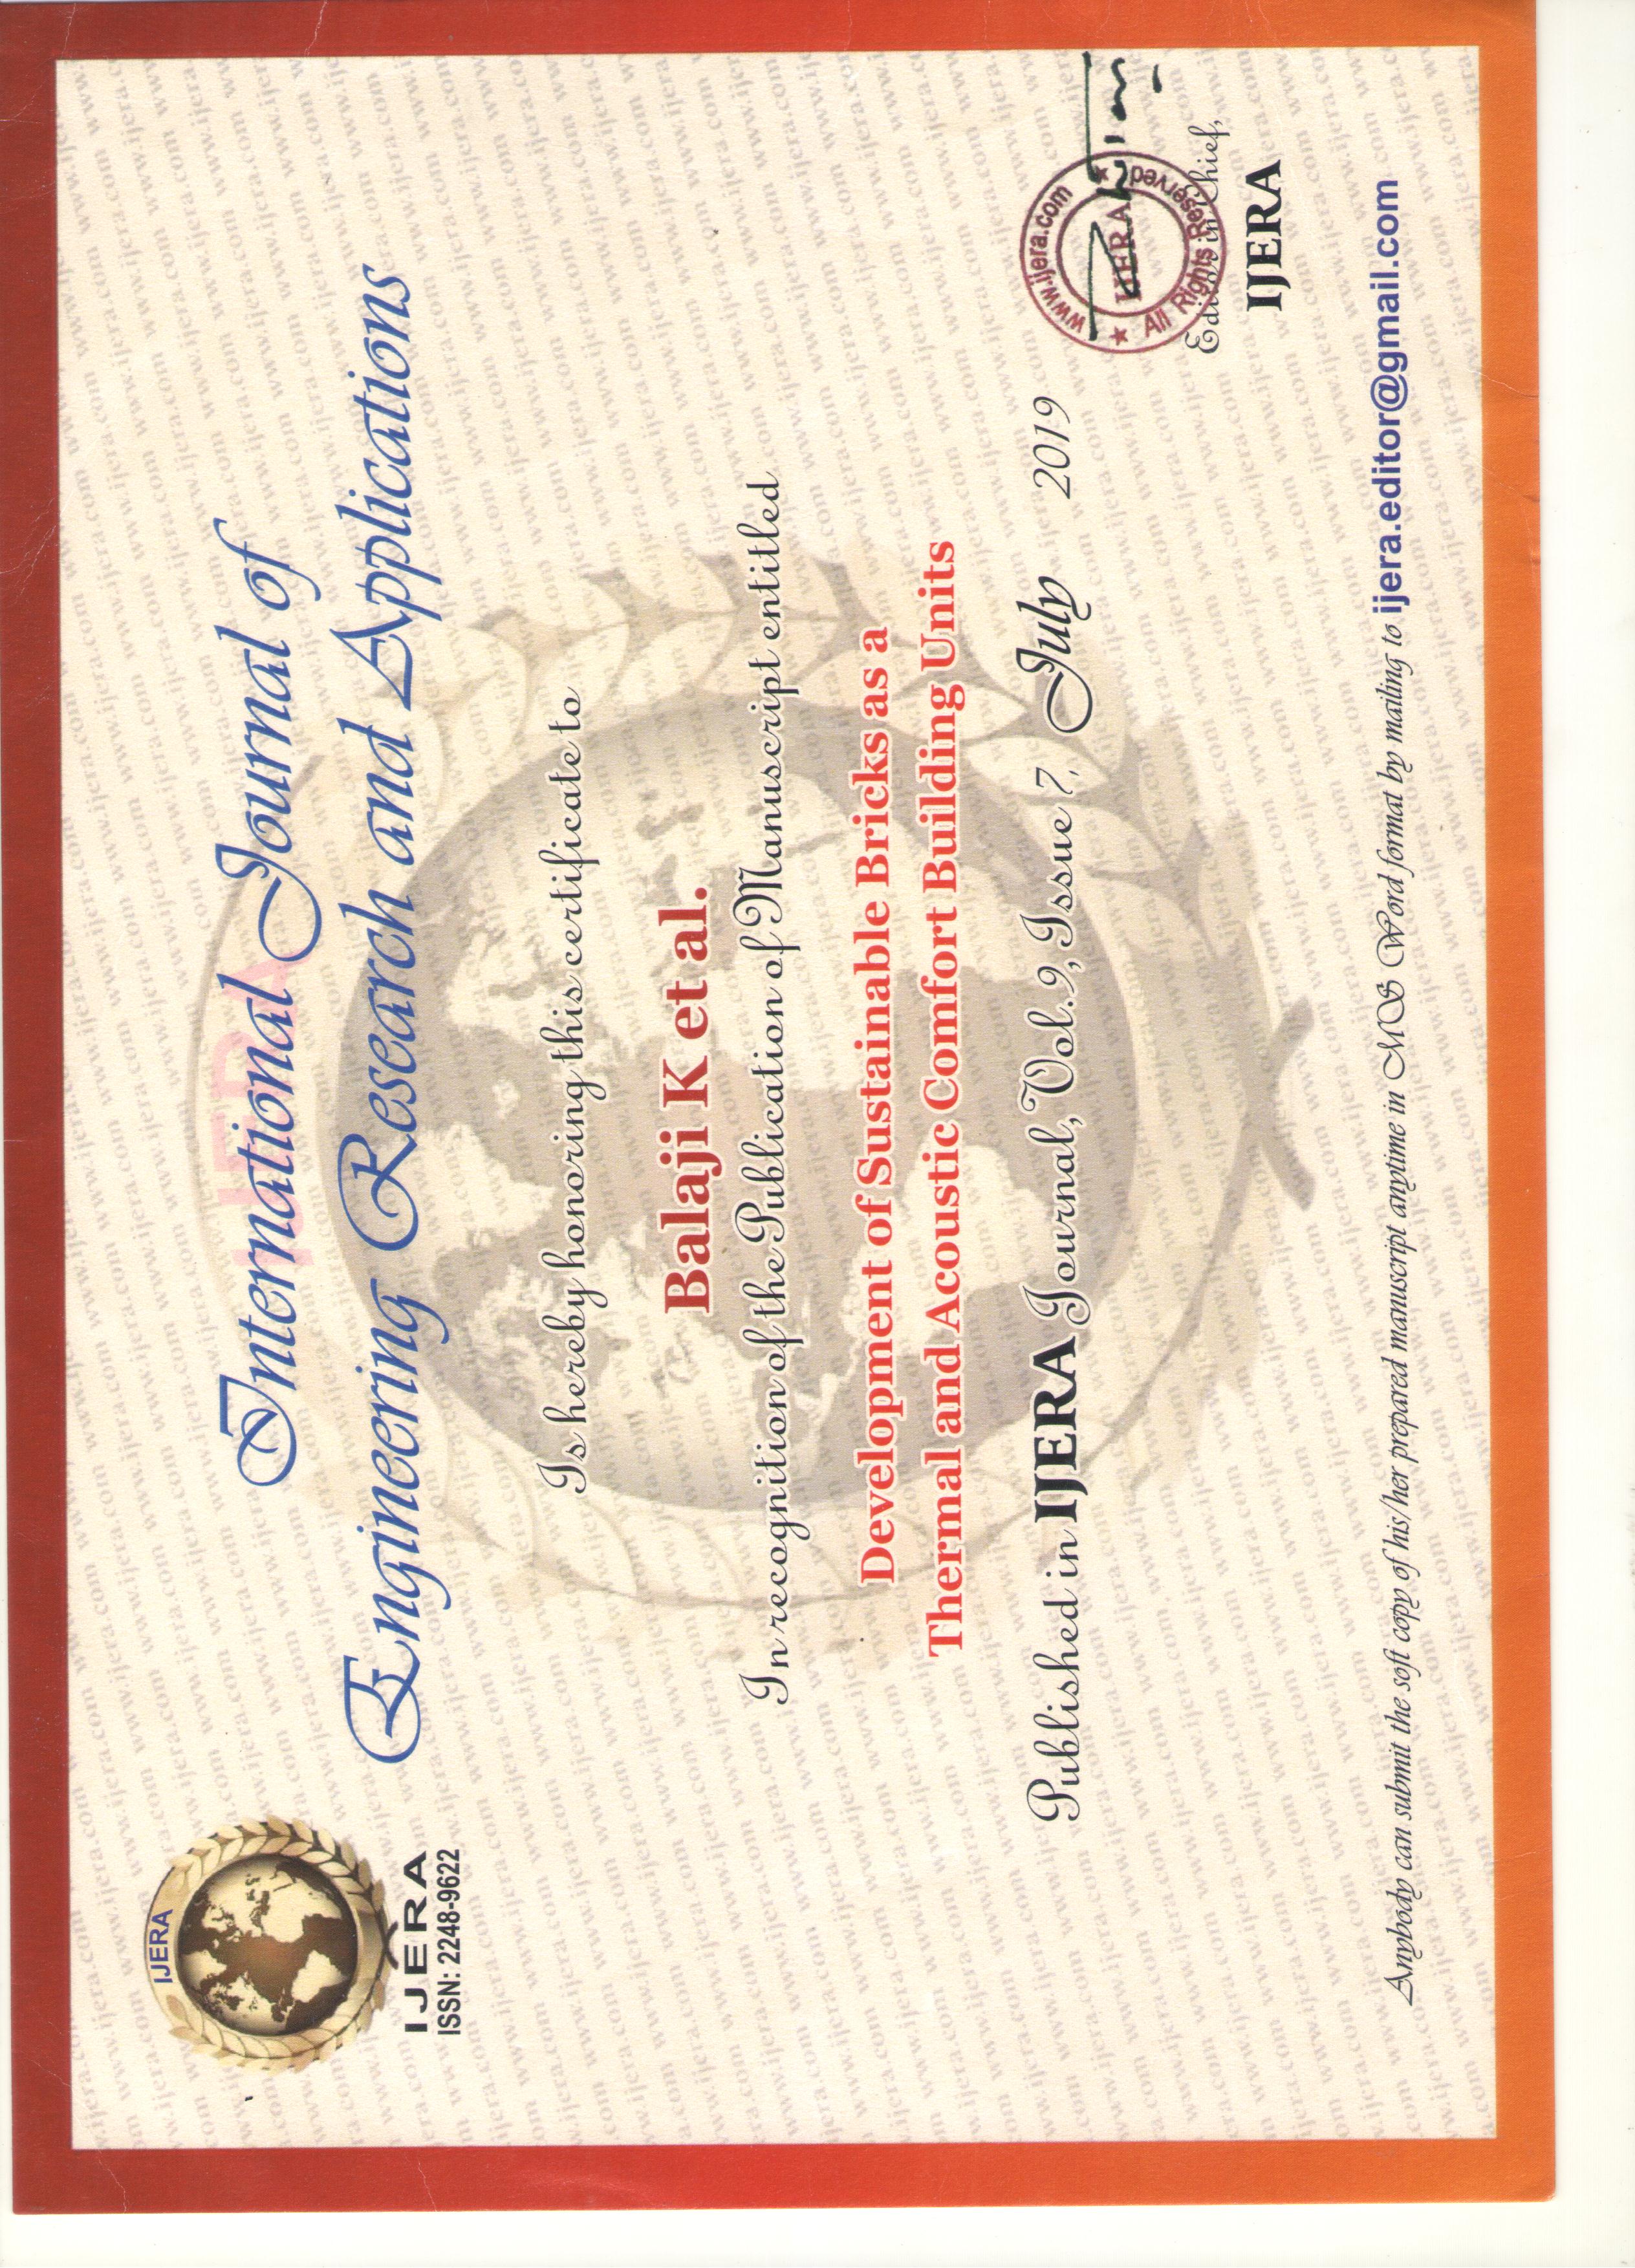 IJERA
IJERA
ISSN: 2248-9622
International Journal of
Engineering Research and Applications
Is hereby honoring this certificate to
Balaji K et al.
In recognition of the Publication of Manuscript entitled
Development of Sustainable Bricks as a
Thermal and Acoustic Comfort Building Units
Published in IJERA Journal, Vol.9, Issue 7, July 2019
www.ijera.com
IJERA
All Rights Reserved
Editor in Chief,
IJERA
Anybody can submit the soft copy of his/her prepared manuscript anytime in MS Word format by mailing to ijera.editor@gmail.com